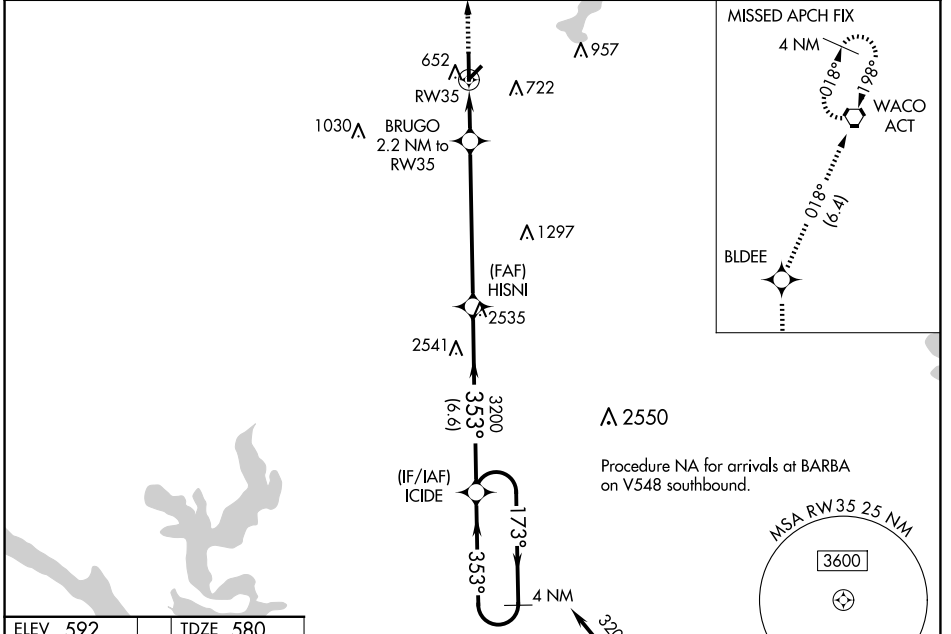 MISSED APCH FIX
4 NM
018°
198°
WACO
ACT
018°
(6.4)
BLDEE
957
652
RW35
722
1030
BRUGO
2.2 NM to
RW35
1297
(FAF)
HISNI
2535
2541
3200
353°
(6.6)
2550
Procedure NA for arrivals at BARBA
on V548 southbound.
(IF/IAF)
ICIDE
173°
353°
4 NM
MSA RW35 25 NM
3600
ELEV 592
TDZE 580